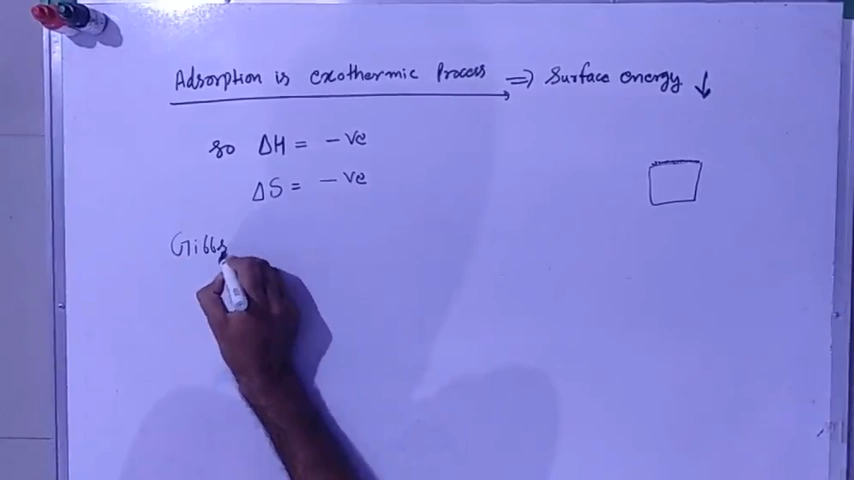 Adsorption is exothermic Process ⇒ Surface energy ↓
so ΔH = -ve
ΔS = -ve
Gibbs